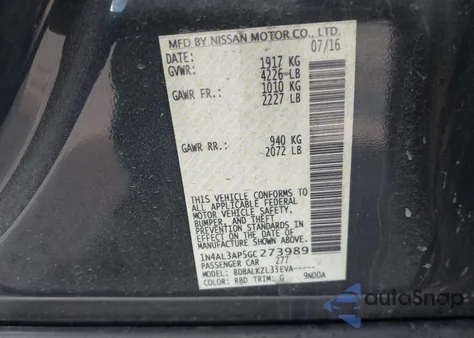 MFD BY NISSAN MOTOR CO., LTD.
DATE: 07/16
GVWR: 1917 KG
4226 LB
GAWR FR.: 1010 KG
2227 LB
GAWR RR.: 940 KG
2072 LB
THIS VEHICLE CONFORMS TO
ALL APPLICABLE FEDERAL
MOTOR VEHICLE SAFETY,
BUMPER, AND THEFT
PREVENTION STANDARDS
IN EFFECT ON THE DATE OF
MANUFACTURE SHOWN ABOVE.
1N4AL3AP5GC273989
PASSENGER CAR 277
MODEL: BDBALKZL33EVA-----
COLOR: RBD TRIM: G 9N00A
autoSnap